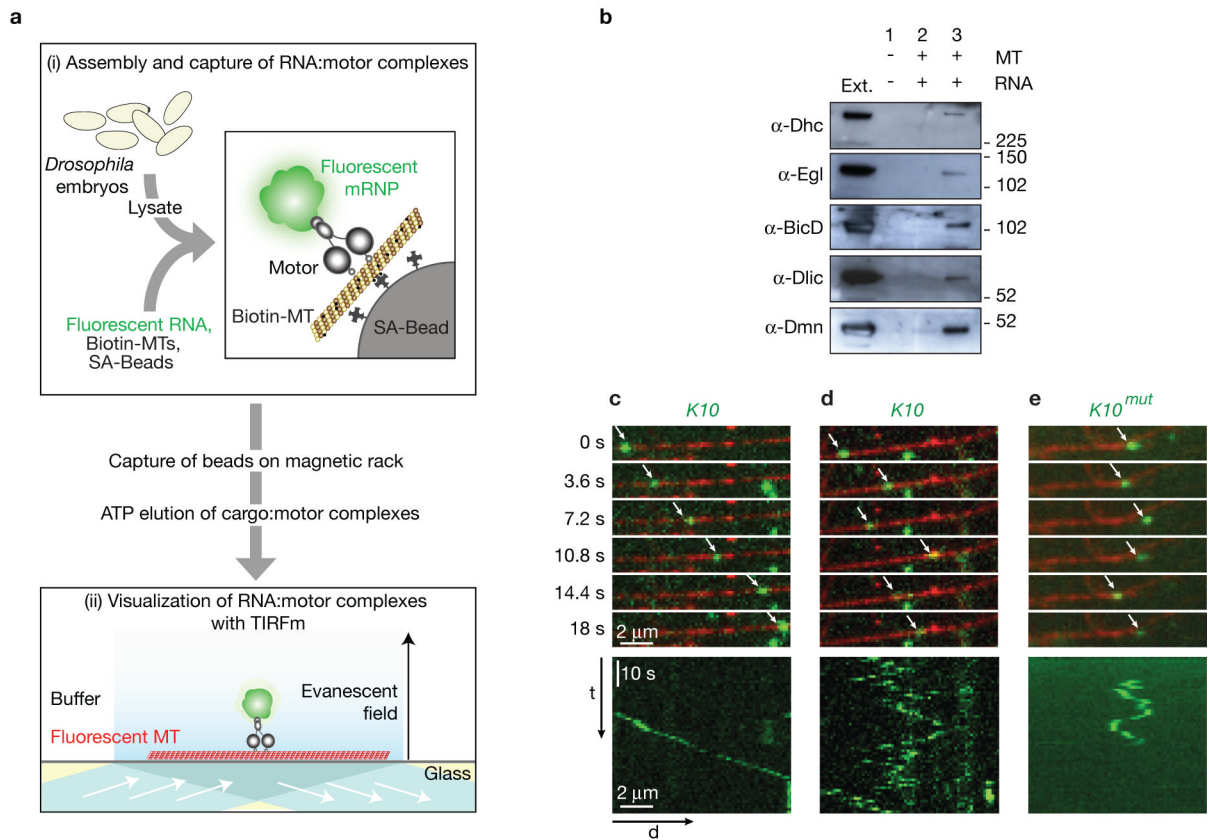 a
(i) Assembly and capture of RNA:motor complexes
Drosophila
embryos
Lysate
Fluorescent RNA,
Biotin-MTs,
SA-Beads
Fluorescent
mRNP
Motor
Biotin-MT
SA-Bead
Capture of beads on magnetic rack
ATP elution of cargo:motor complexes
(ii) Visualization of RNA:motor complexes
with TIRFm
Buffer
Evanescent
field
Fluorescent MT
Glass
b
1 2 3
- + + MT
Ext. - + + RNA
α-Dhc
- 225
- 150
α-Egl
- 102
α-BicD - 102
α-Dlic
- 52
- 52
α-Dmn
c d e
K10 K10 K10mut
0 s
3.6 s
7.2 s
10.8 s
14.4 s
18 s
2 μm 2 μm 2 μm
t
10 s
2 μm
d